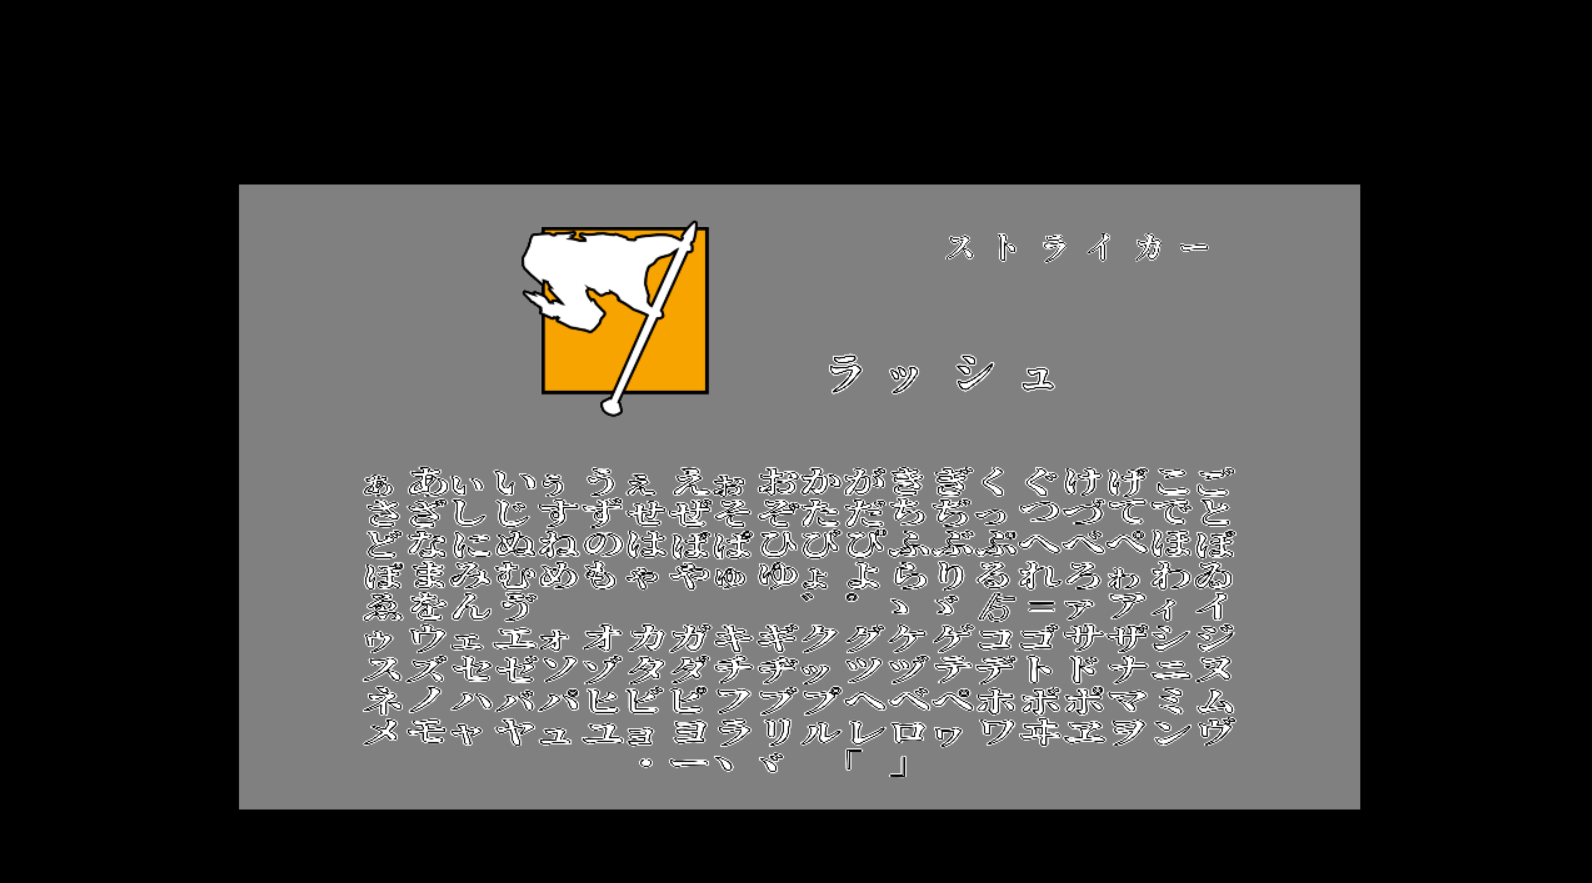 ストライカー
ラッシュ
ぁあぃいぅうぇえぉおかがきぎくぐけげこご
さざしじすずせぜそぞただちぢっつづてでと
どなにぬねのはばぱひびぴふぶぷへべぺほぼ
ぽまみむめもゃやゅゆょよらりるれろゎわゐ
ゑをんゔ゛゜ゝゞゟ゠ァアィイ
ゥウェエォオカガキギクグケゲコゴサザシジ
スズセゼソゾタダチヂッツヅテデトドナニヌ
ネノハバパヒビピフブプヘベペホボポマミム
メモャヤュユョヨラリルレロヮワヰヱヲンヴ
・ーヽヾ「」